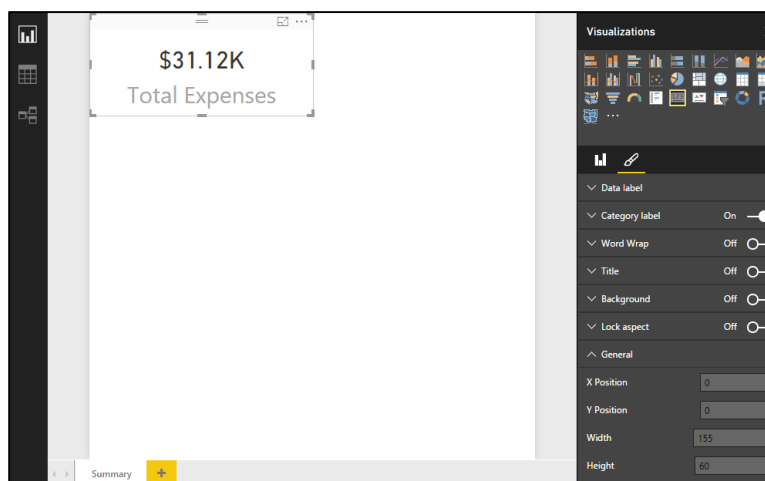 $31.12K
Total Expenses
Summary
+
Visualizations
...
Data label
Category label On
Word Wrap Off
Title Off
Background Off
Lock aspect Off
General
X Position 0
Y Position 0
Width 155
Height 60